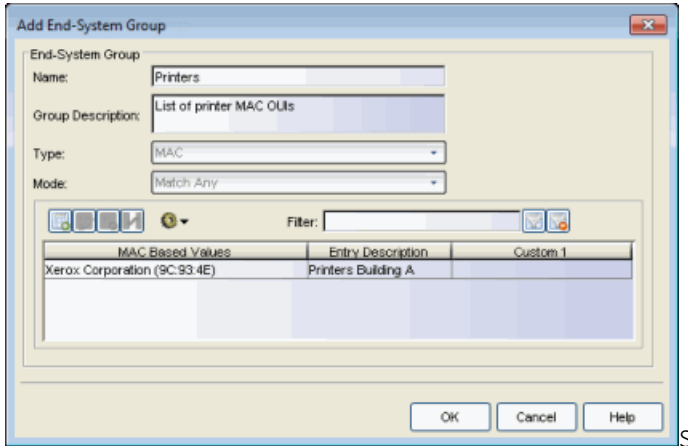 Add End-System Group
End-System Group
Name: Printers
Group Description: List of printer MAC OUIs
Type: MAC
Mode: Match Any
Filter:
MAC Based Values Entry Description Custom 1
Xerox Corporation (9C:93:4E) Printers Building A
OK Cancel Help